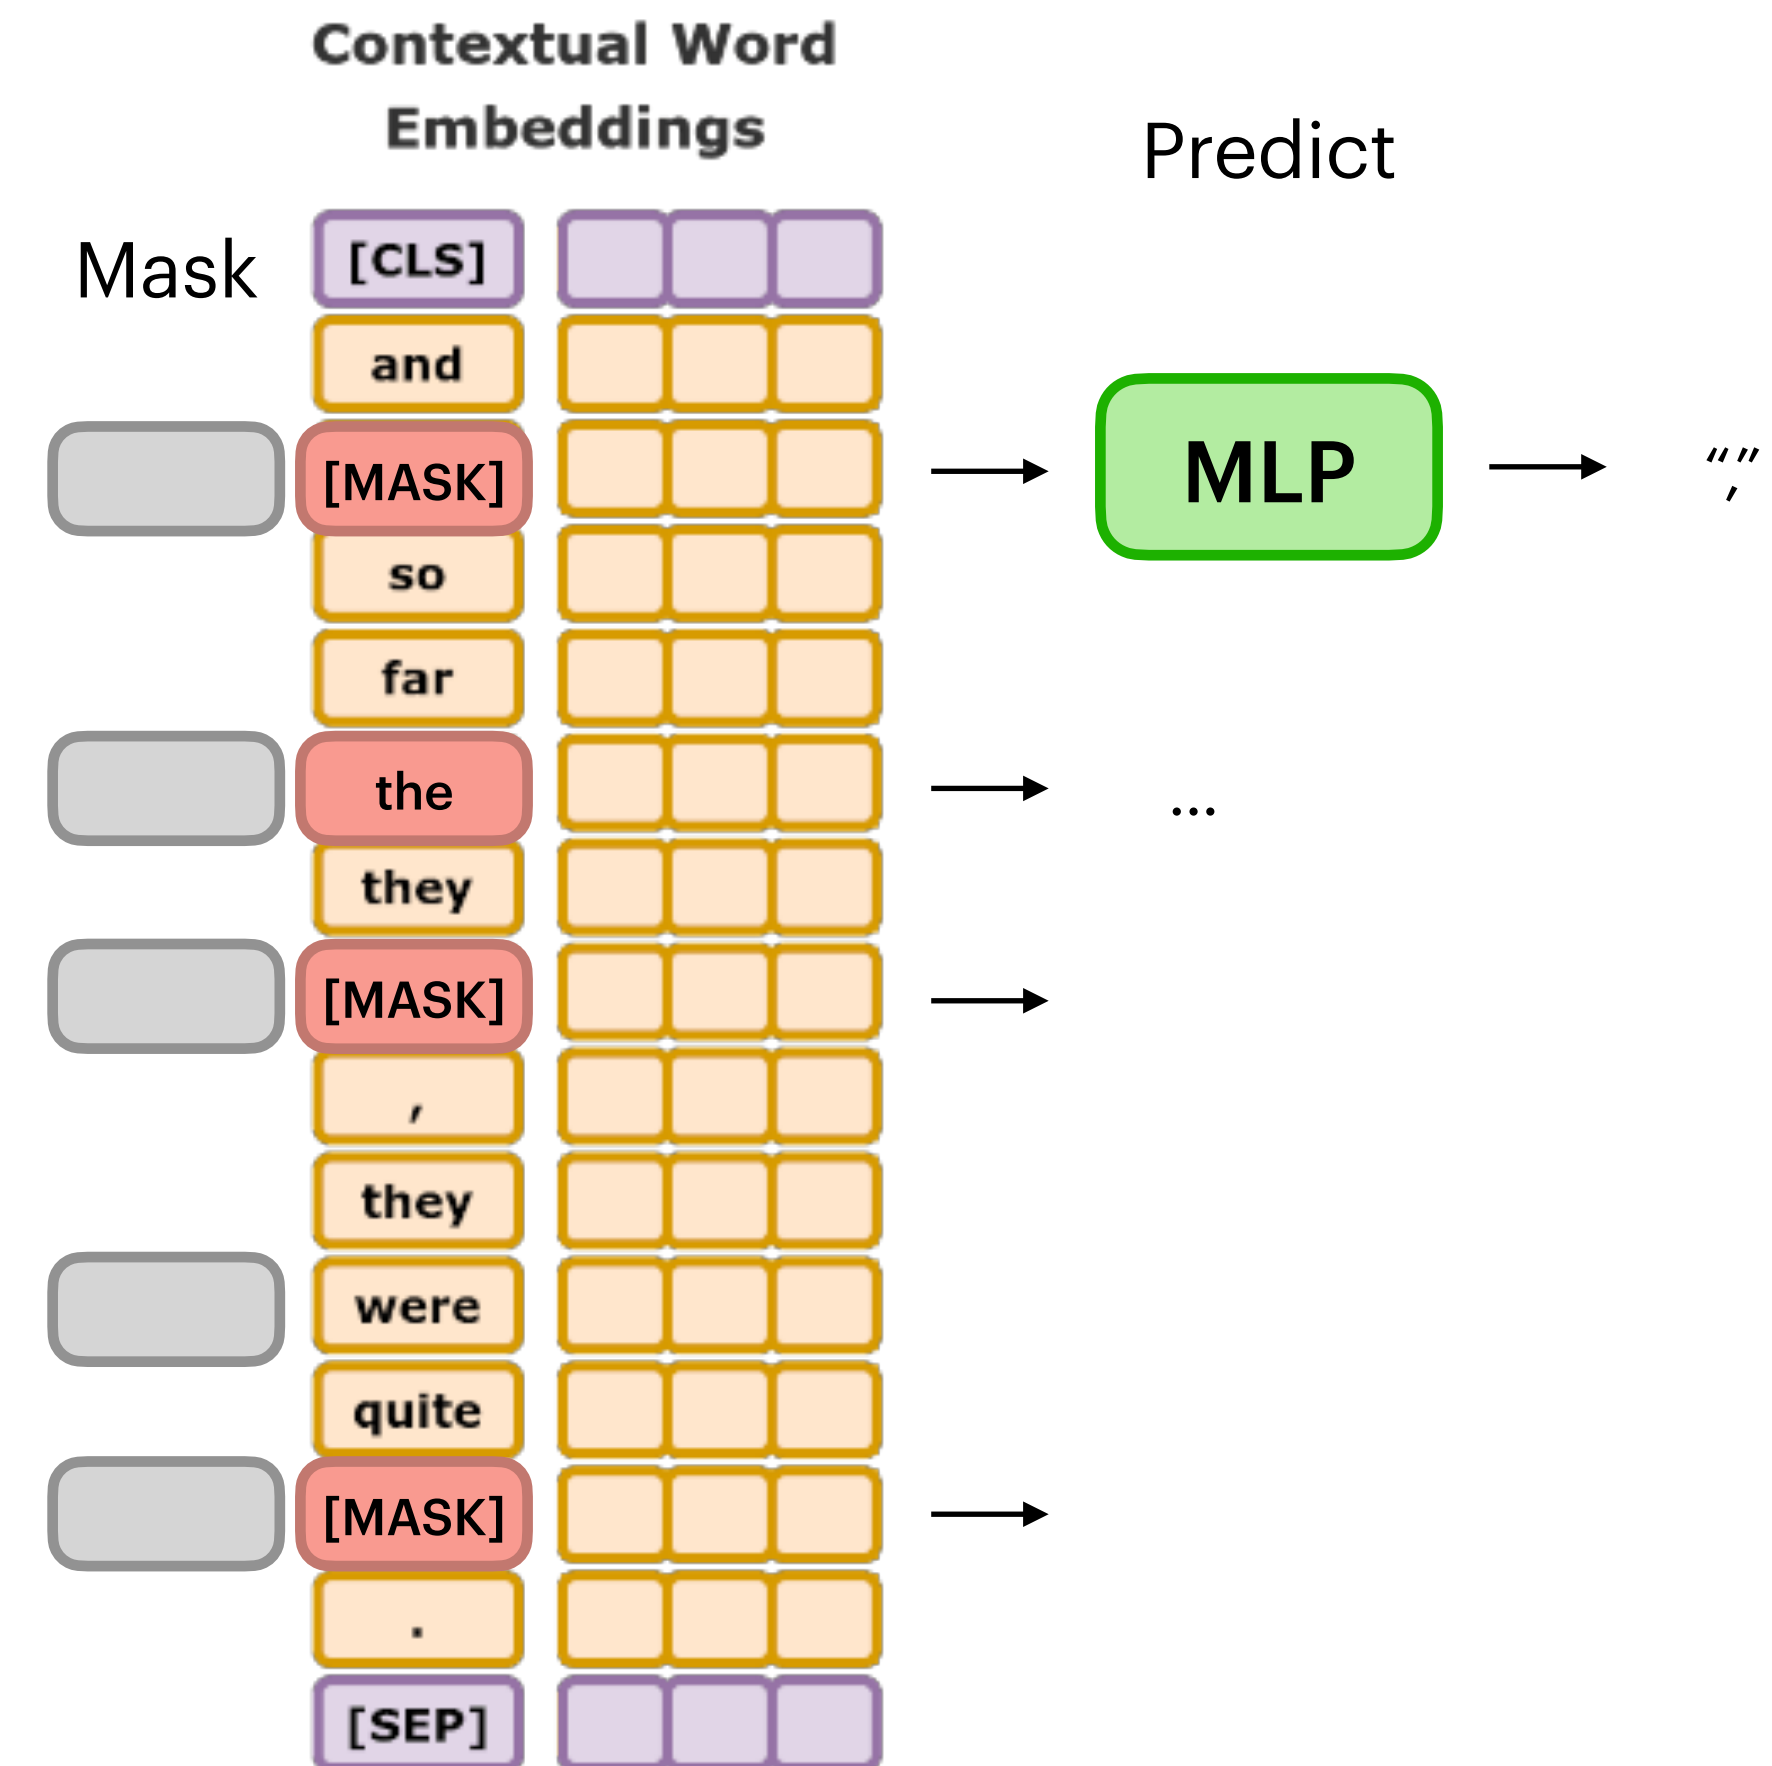 Contextual Word
Embeddings
Predict
Mask
[CLS]
and
[MASK]
MLP
“,”
so
far
the
...
they
[MASK]
,
they
were
quite
[MASK]
.
[SEP]